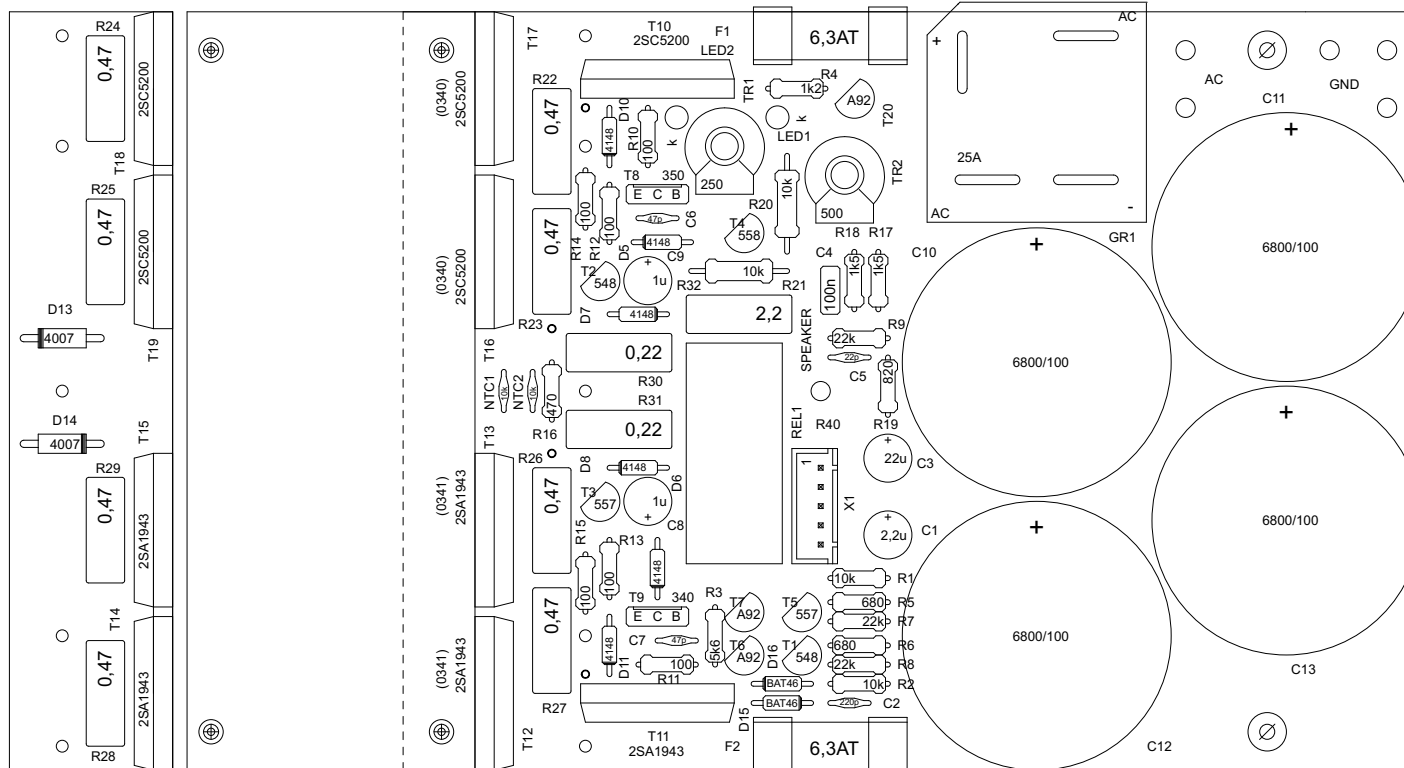 R24
0,47
2SC5200
T18
R25
0,47
2SC5200
D13
4007
T19
D14
4007
T15
R29
0,47
2SA1943
T14
0,47
2SA1943
R28
(0340)
2SC5200
T17
(0340)
2SC5200
T16
NTC1
10k
NTC2
10k
T13
(0341)
2SA1943
(0341)
2SA1943
T12
R22
0,47
0,47
R23
470
R16
R26
0,47
0,47
R27
T10
2SC5200
F1
LED2
6,3AT
D10
4148
R10
100
k
TR1
250
R4
1k2
A92
T20
k
LED1
T8
350
E C B
47p
C6
100
R14
100
R12
D5
4148
C9
T2
548
+
1u
R32
D7
4148
T4
558
R20
10k
TR2
500
10k
R21
2,2
R18
R17
C4
100n
1k5
1k5
C10
SPEAKER
R9
22k
22p
C5
820
R19
0,22
R30
R31
0,22
REL1
R40
1
X1
+
22u
C3
+
2,2u
C1
D8
4148
T3
557
1u
+
D6
C8
R15
100
R13
100
4148
T9
340
E C B
C7
47p
4148
D11
100
R11
R3
5k6
T7
A92
T6
A92
T5
557
T1
548
D16
BAT46
BAT46
D15
10k
R1
680
R5
22k
R7
680
R6
22k
R8
10k
R2
220p
C2
T11
2SA1943
F2
6,3AT
AC
+
25A
AC
-
GR1
AC
GND
C11
+
6800/100
+
6800/100
+
6800/100
C13
+
6800/100
C12